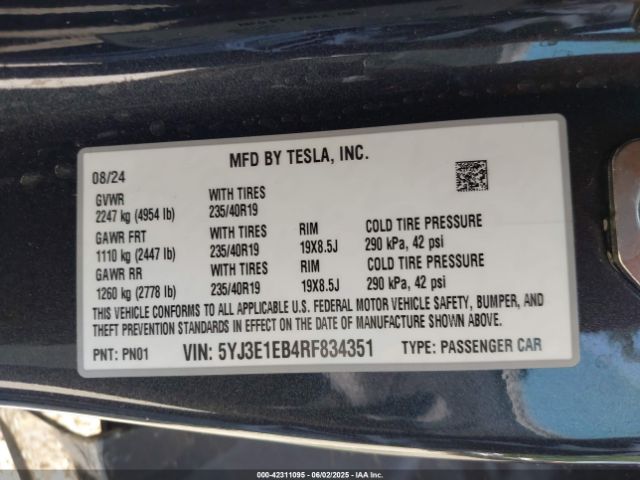 MFD BY TESLA, INC.
08/24
GVWR WITH TIRES
2247 kg (4954 lb) 235/40R19
GAWR FRT WITH TIRES RIM COLD TIRE PRESSURE
1110 kg (2447 lb) 235/40R19 19X8.5J 290 kPa, 42 psi
GAWR RR WITH TIRES RIM COLD TIRE PRESSURE
1260 kg (2778 lb) 235/40R19 19X8.5J 290 kPa, 42 psi
THIS VEHICLE CONFORMS TO ALL APPLICABLE U.S. FEDERAL MOTOR VEHICLE SAFETY, BUMPER, AND
THEFT PREVENTION STANDARDS IN EFFECT ON THE DATE OF MANUFACTURE SHOWN ABOVE.
PNT: PN01 VIN: 5YJ3E1EB4RF834351 TYPE: PASSENGER CAR
000-42311095 - 06/02/2025 - IAAI.COM